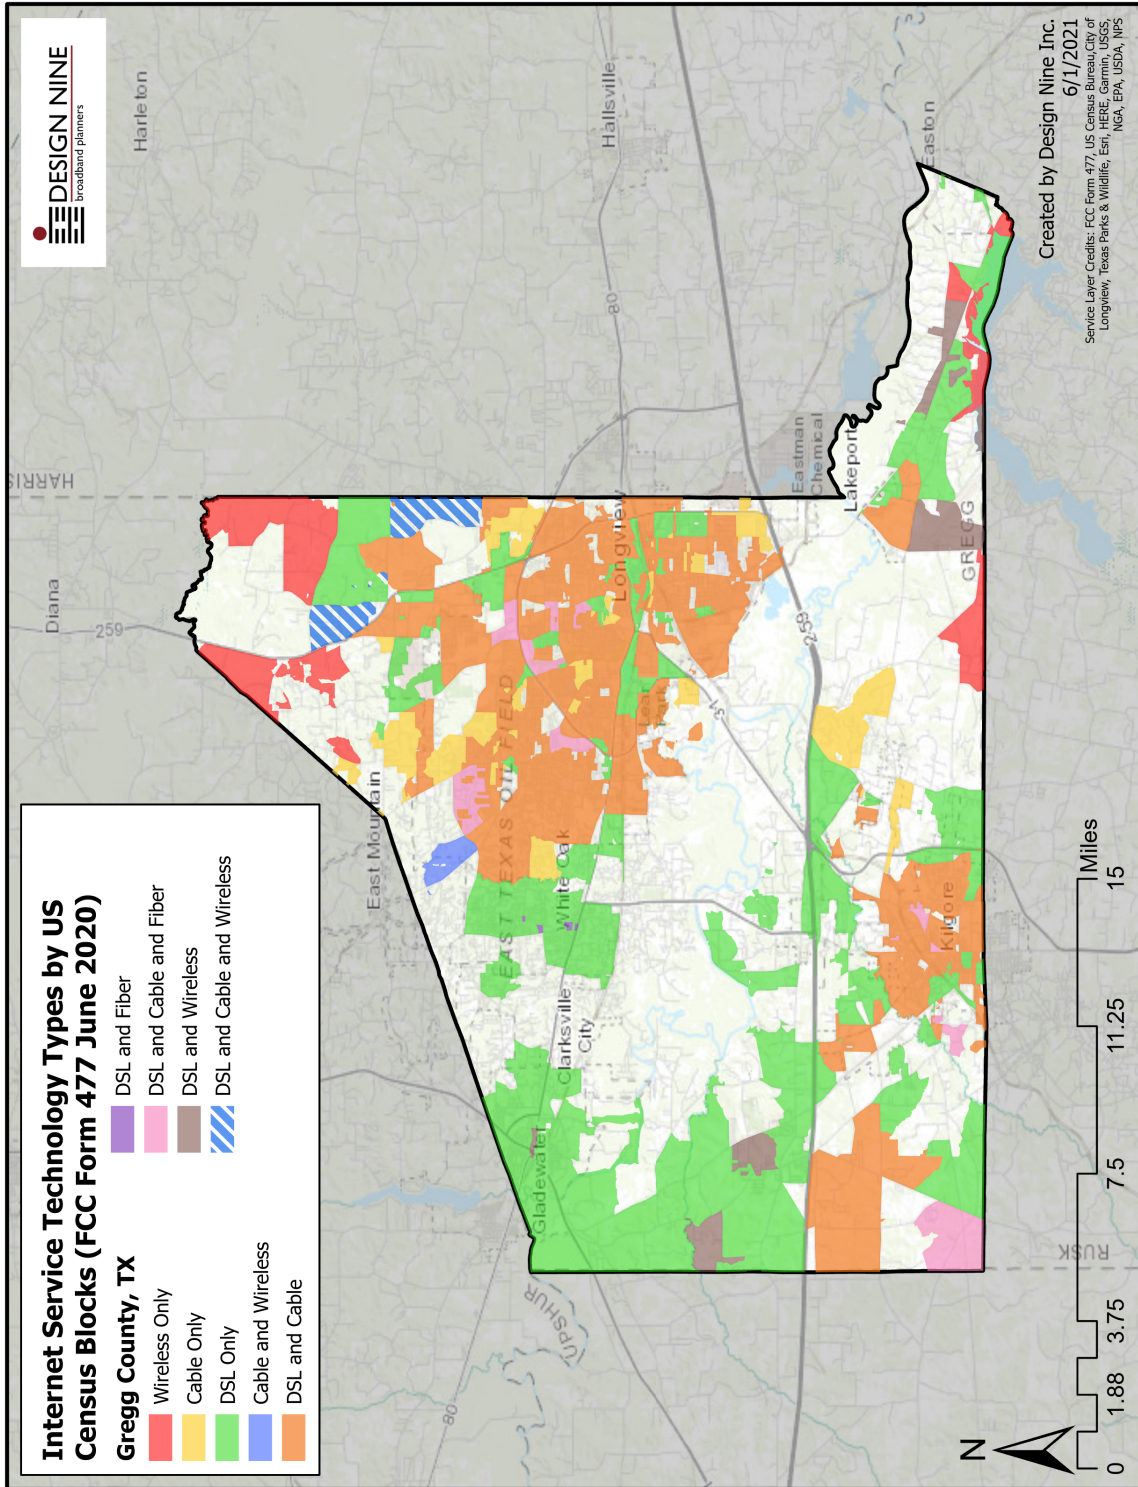 Internet Service Technology Types by US
Census Blocks (FCC Form 477 June 2020)
Gregg County, TX
Wireless Only
Cable Only
DSL Only
Cable and Wireless
DSL and Cable
DSL and Fiber
DSL and Cable and Fiber
DSL and Wireless
DSL and Cable and Wireless
DESIGN NINE
broadband planners
Harleton
Diana
259
HARRIS
Hallsville
80
East Mountain
EAST TEXAS OIL FIELD
White Oak
Longview
Lear
Park
31
Clarksville
City
Gladewater
UPSHUR
80
259
Eastman
Chemical
Lakeport
Easton
GREGG
Kilgore
RUSK
N
0
1.88
3.75
7.5
11.25
15
Miles
Created by Design Nine Inc.
6/1/2021
Service Layer Credits: FCC Form 477, US Census Bureau,City of
Longview, Texas Parks & Wildlife, Esri, HERE, Garmin, USGS,
NGA, EPA, USDA, NPS